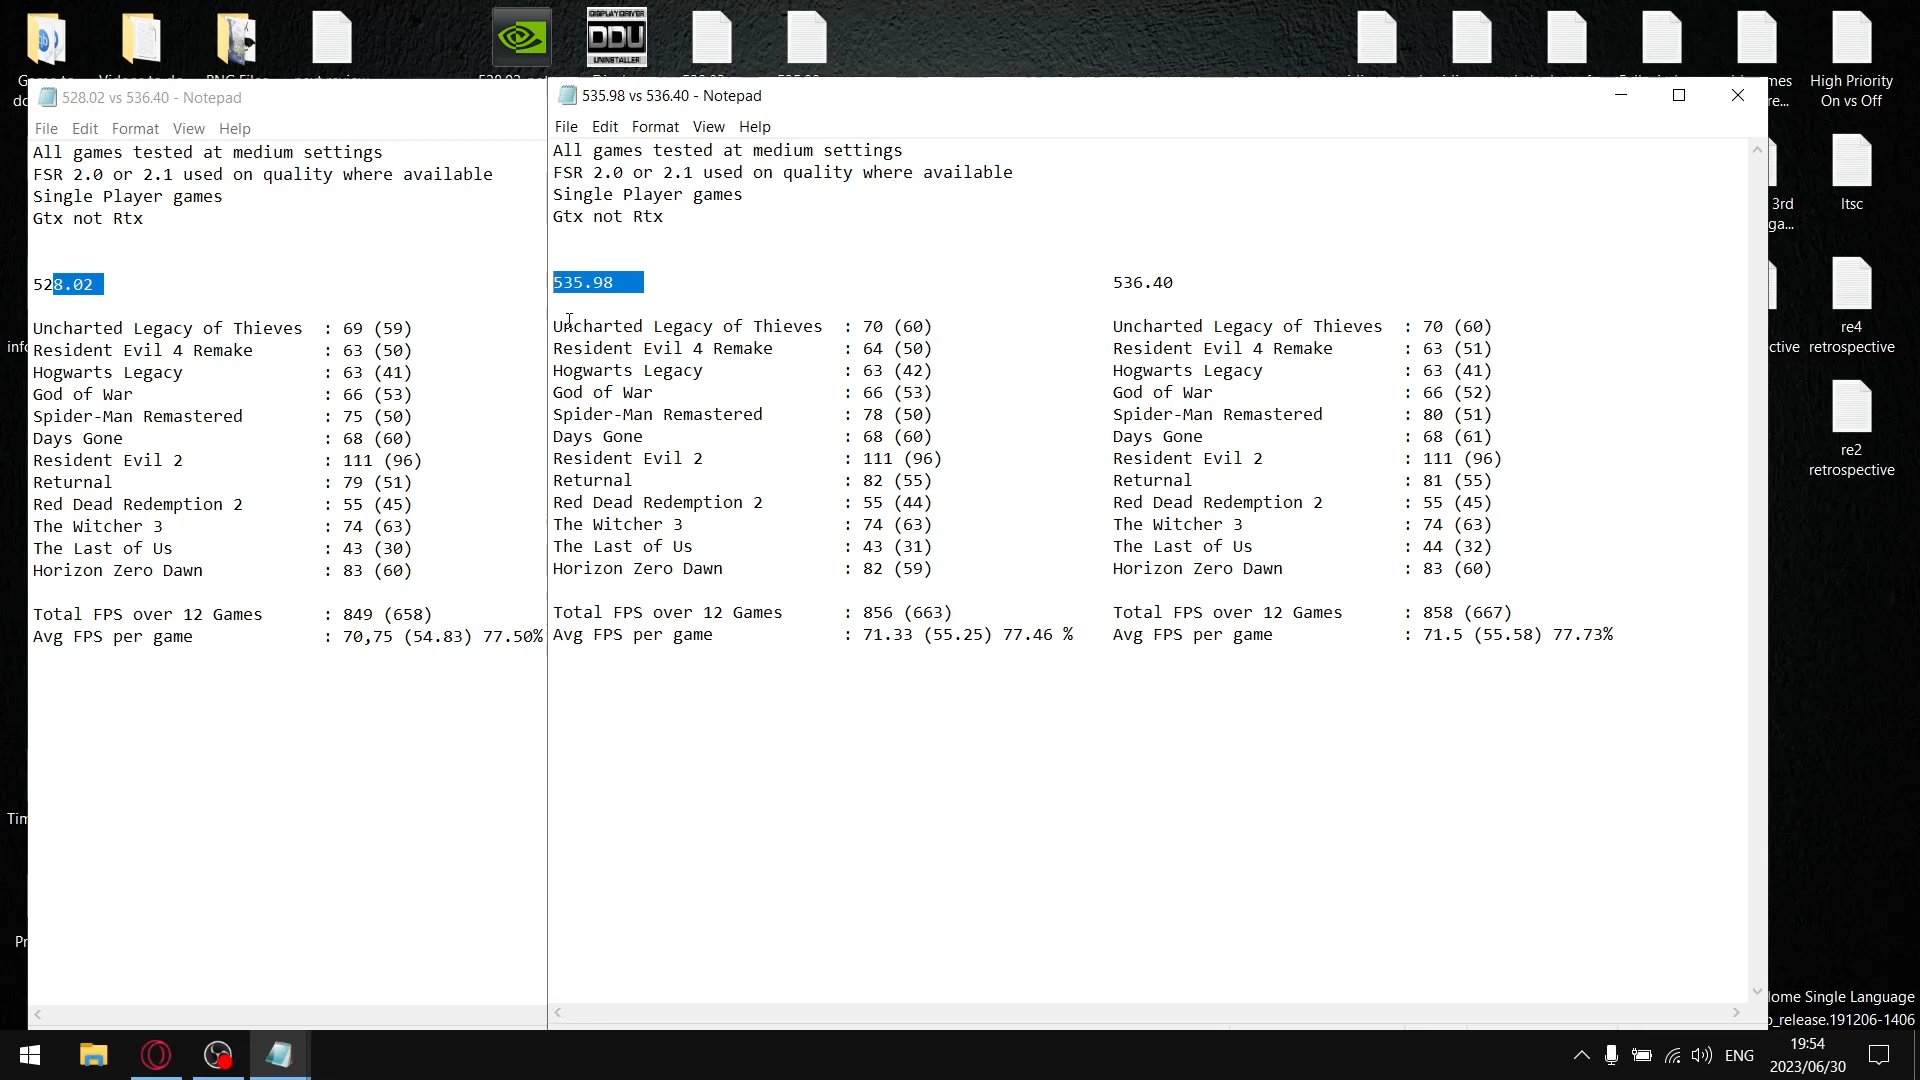 DISPLAY DRIVER
DDU
UNINSTALLER
High Priority
On vs Off
ltsc
3rd
ga...
re4
retrospective
re2
retrospective
528.02 vs 536.40 - Notepad
File Edit Format View Help
All games tested at medium settings
FSR 2.0 or 2.1 used on quality where available
Single Player games
Gtx not Rtx
528.02
Uncharted Legacy of Thieves : 69 (59)
Resident Evil 4 Remake : 63 (50)
Hogwarts Legacy : 63 (41)
God of War : 66 (53)
Spider-Man Remastered : 75 (50)
Days Gone : 68 (60)
Resident Evil 2 : 111 (96)
Returnal : 79 (51)
Red Dead Redemption 2 : 55 (45)
The Witcher 3 : 74 (63)
The Last of Us : 43 (30)
Horizon Zero Dawn : 83 (60)
Total FPS over 12 Games : 849 (658)
Avg FPS per game : 70,75 (54.83) 77.50%
535.98 vs 536.40 - Notepad
File Edit Format View Help
All games tested at medium settings
FSR 2.0 or 2.1 used on quality where available
Single Player games
Gtx not Rtx
535.98 536.40
Uncharted Legacy of Thieves : 70 (60) Uncharted Legacy of Thieves : 70 (60)
Resident Evil 4 Remake : 64 (50) Resident Evil 4 Remake : 63 (51)
Hogwarts Legacy : 63 (42) Hogwarts Legacy : 63 (41)
God of War : 66 (53) God of War : 66 (52)
Spider-Man Remastered : 78 (50) Spider-Man Remastered : 80 (51)
Days Gone : 68 (60) Days Gone : 68 (61)
Resident Evil 2 : 111 (96) Resident Evil 2 : 111 (96)
Returnal : 82 (55) Returnal : 81 (55)
Red Dead Redemption 2 : 55 (44) Red Dead Redemption 2 : 55 (45)
The Witcher 3 : 74 (63) The Witcher 3 : 74 (63)
The Last of Us : 43 (31) The Last of Us : 44 (32)
Horizon Zero Dawn : 82 (59) Horizon Zero Dawn : 83 (60)
Total FPS over 12 Games : 856 (663) Total FPS over 12 Games : 858 (667)
Avg FPS per game : 71.33 (55.25) 77.46 % Avg FPS per game : 71.5 (55.58) 77.73%
Home Single Language
b_release.191206-1406
ENG
19:54
2023/06/30